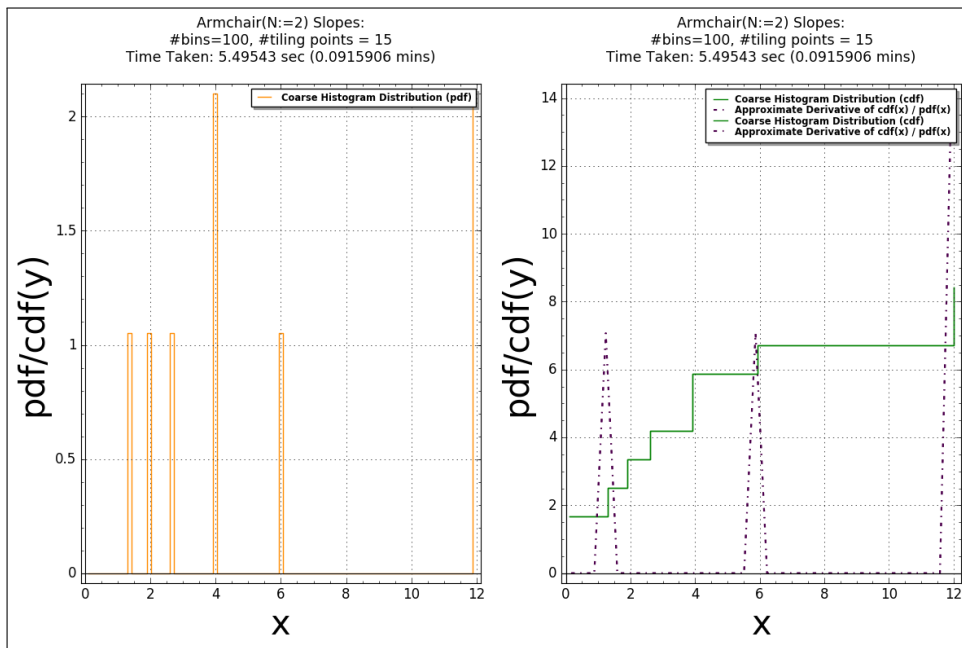 Armchair(N:=2) Slopes:
#bins=100, #tiling points = 15
Time Taken: 5.49543 sec (0.0915906 mins)
Coarse Histogram Distribution (pdf)
2
1.5
1
0.5
0
pdf/cdf(y)
0 2 4 6 8 10 12
x
Armchair(N:=2) Slopes:
#bins=100, #tiling points = 15
Time Taken: 5.49543 sec (0.0915906 mins)
Coarse Histogram Distribution (cdf)
Approximate Derivative of cdf(x) / pdf(x)
Coarse Histogram Distribution (cdf)
Approximate Derivative of cdf(x) / pdf(x)
14
12
10
8
6
4
2
0
pdf/cdf(y)
0 2 4 6 8 10 12
x